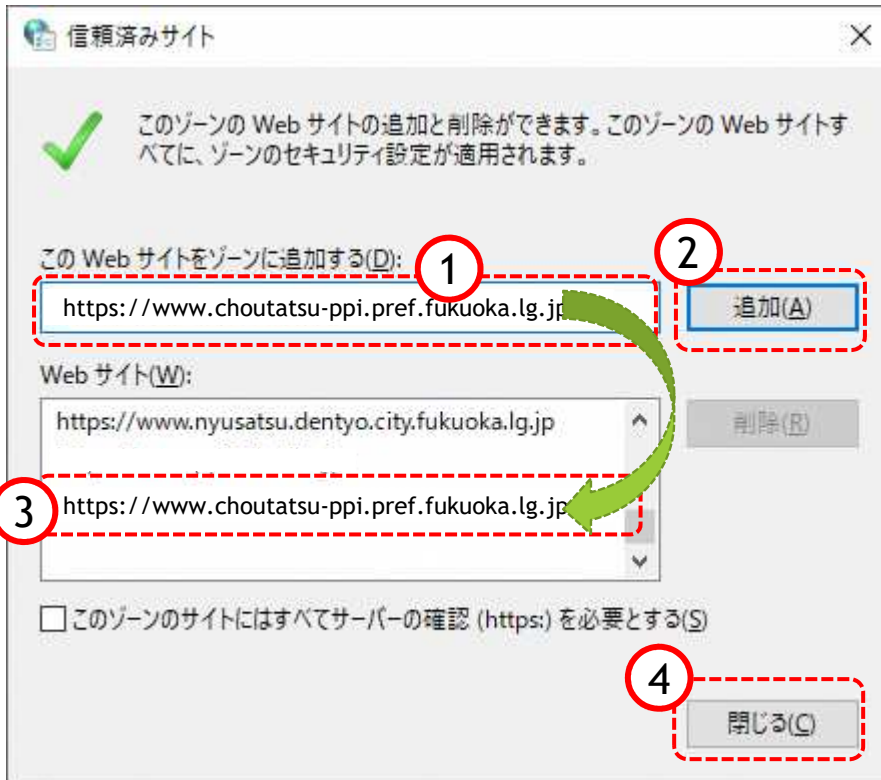 信頼済みサイト
このゾーンの Web サイトの追加と削除ができます。このゾーンの Web サイトす
べてに、ゾーンのセキュリティ設定が適用されます。
この Web サイトをゾーンに追加する(D):
1
2
https://www.choutatsu-ppi.pref.fukuoka.lg.jp
追加(A)
Web サイト(W):
https://www.nyusatsu.dentyo.city.fukuoka.lg.jp
削除(R)
3
https://www.choutatsu-ppi.pref.fukuoka.lg.jp
このゾーンのサイトにはすべてサーバーの確認 (https:) を必要とする(S)
4
閉じる(C)